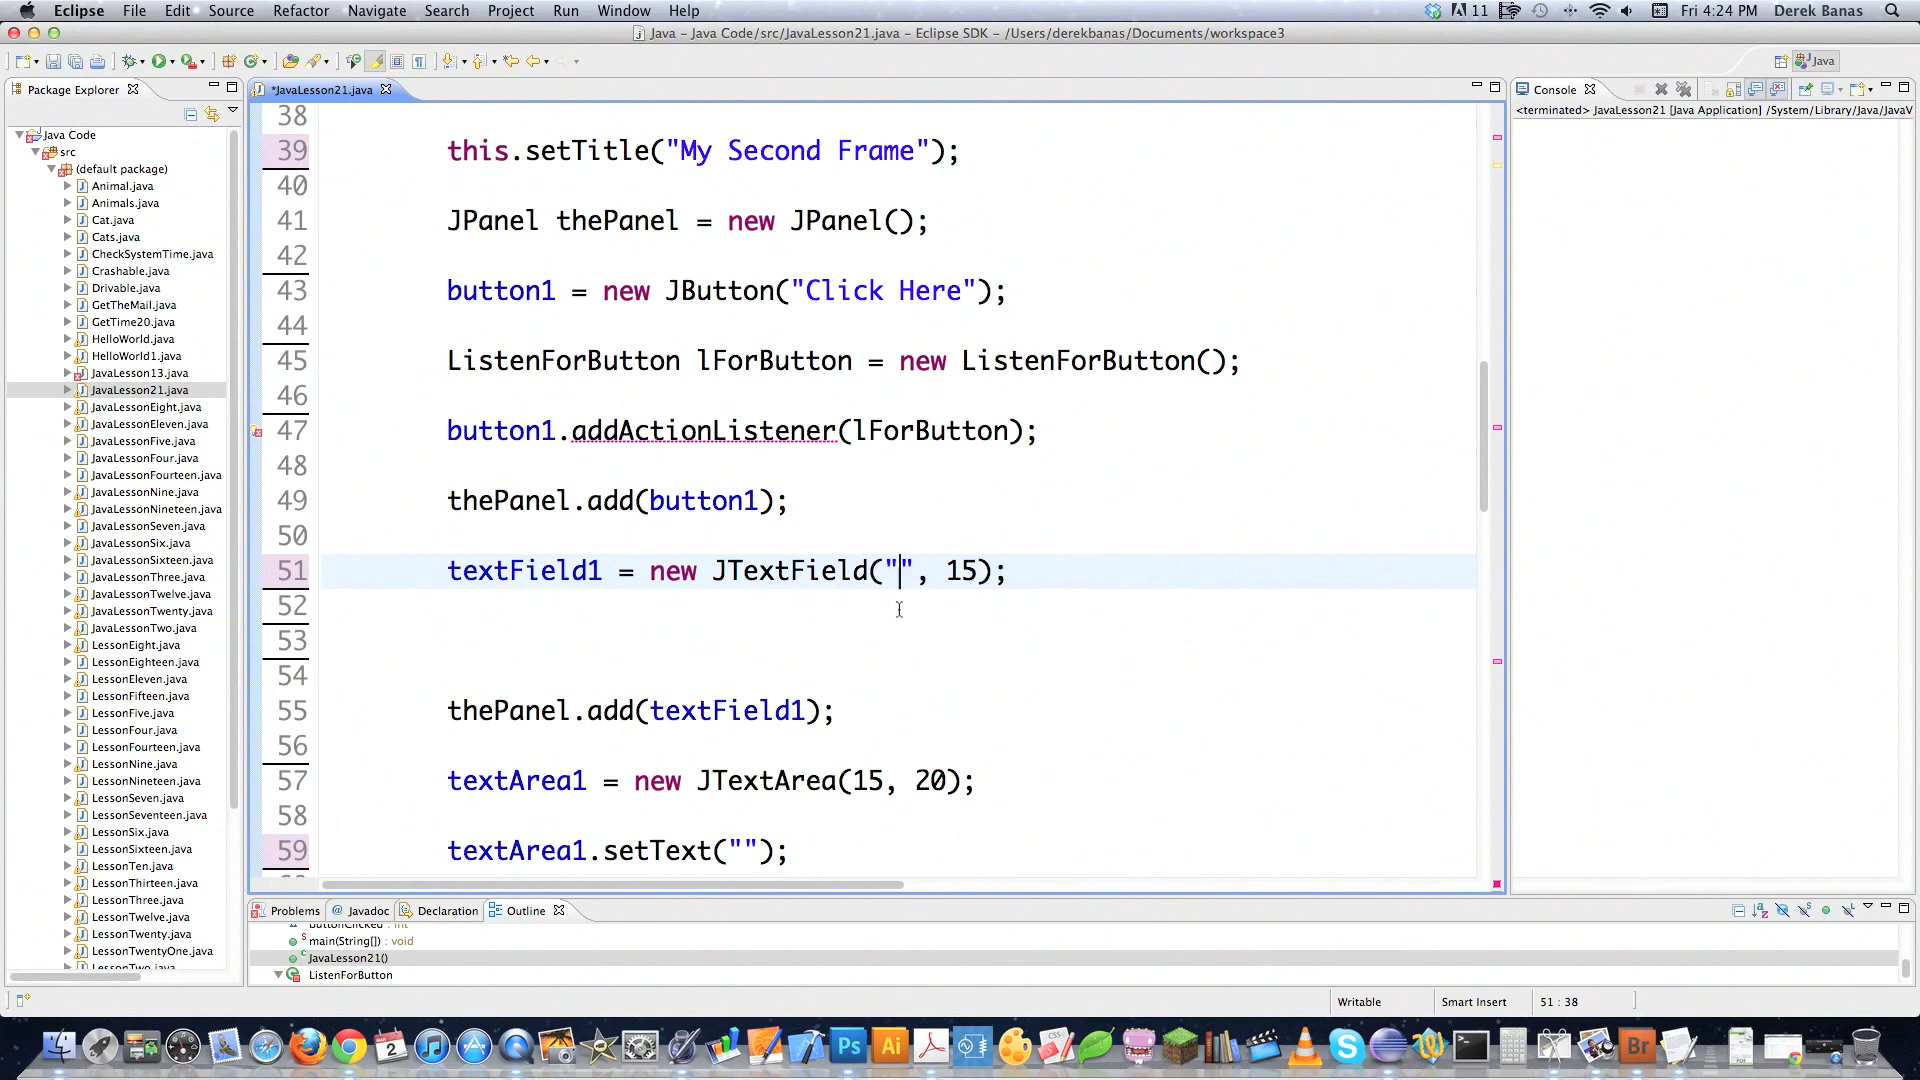 Eclipse File Edit Source Refactor Navigate Search Project Run Window Help 11 Fri 4:24 PM Derek Banas
Java – Java Code/src/JavaLesson21.java – Eclipse SDK – /Users/derekbanas/Documents/workspace3
Java
Package Explorer
Java Code
src
(default package)
Animal.java
Animals.java
Cat.java
Cats.java
CheckSystemTime.java
Crashable.java
Drivable.java
GetTheMail.java
GetTime20.java
HelloWorld.java
HelloWorld1.java
JavaLesson13.java
JavaLesson21.java
JavaLessonEight.java
JavaLessonEleven.java
JavaLessonFive.java
JavaLessonFour.java
JavaLessonFourteen.java
JavaLessonNine.java
JavaLessonNineteen.java
JavaLessonSeven.java
JavaLessonSix.java
JavaLessonSixteen.java
JavaLessonThree.java
JavaLessonTwelve.java
JavaLessonTwenty.java
JavaLessonTwo.java
LessonEight.java
LessonEighteen.java
LessonEleven.java
LessonFifteen.java
LessonFive.java
LessonFour.java
LessonFourteen.java
LessonNine.java
LessonNineteen.java
LessonSeven.java
LessonSeventeen.java
LessonSix.java
LessonSixteen.java
LessonTen.java
LessonThirteen.java
LessonThree.java
LessonTwelve.java
LessonTwenty.java
LessonTwentyOne.java
LessonTwo.java
*JavaLesson21.java
38
39 this.setTitle("My Second Frame");
40
41 JPanel thePanel = new JPanel();
42
43 button1 = new JButton("Click Here");
44
45 ListenForButton lForButton = new ListenForButton();
46
47 button1.addActionListener(lForButton);
48
49 thePanel.add(button1);
50
51 textField1 = new JTextField("", 15);
52
53
54
55 thePanel.add(textField1);
56
57 textArea1 = new JTextArea(15, 20);
58
59 textArea1.setText("");
Console
<terminated> JavaLesson21 [Java Application] /System/Library/Java/JavaV
Problems @ Javadoc Declaration Outline
buttonClicked : int
main(String[]) : void
JavaLesson21()
ListenForButton
Writable Smart Insert 51 : 38
2 Ps Ai CSS Br